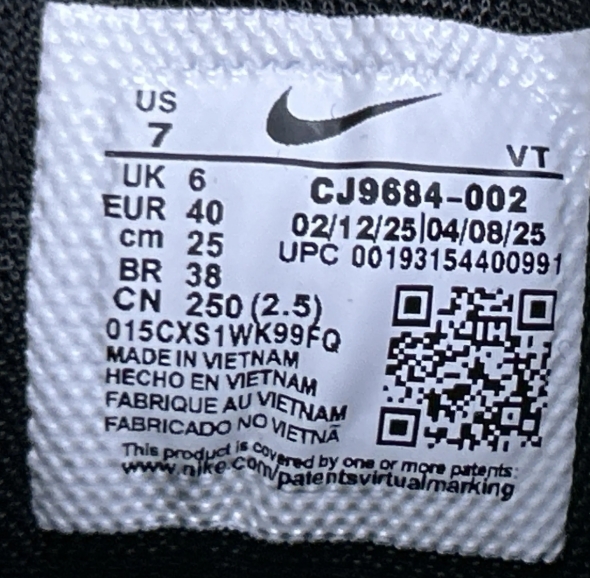 US
7
VT
UK 6
EUR 40
cm 25
BR 38
CN 250 (2.5)
CJ9684-002
02/12/25|04/08/25
UPC 00193154400991
015CXS1WK99FQ
MADE IN VIETNAM
HECHO EN VIETNAM
FABRIQUE AU VIETNAM
FABRICADO NO VIETNÃ
This product is covered by one or more patents:
www.nike.com/patentsvirtualmarking